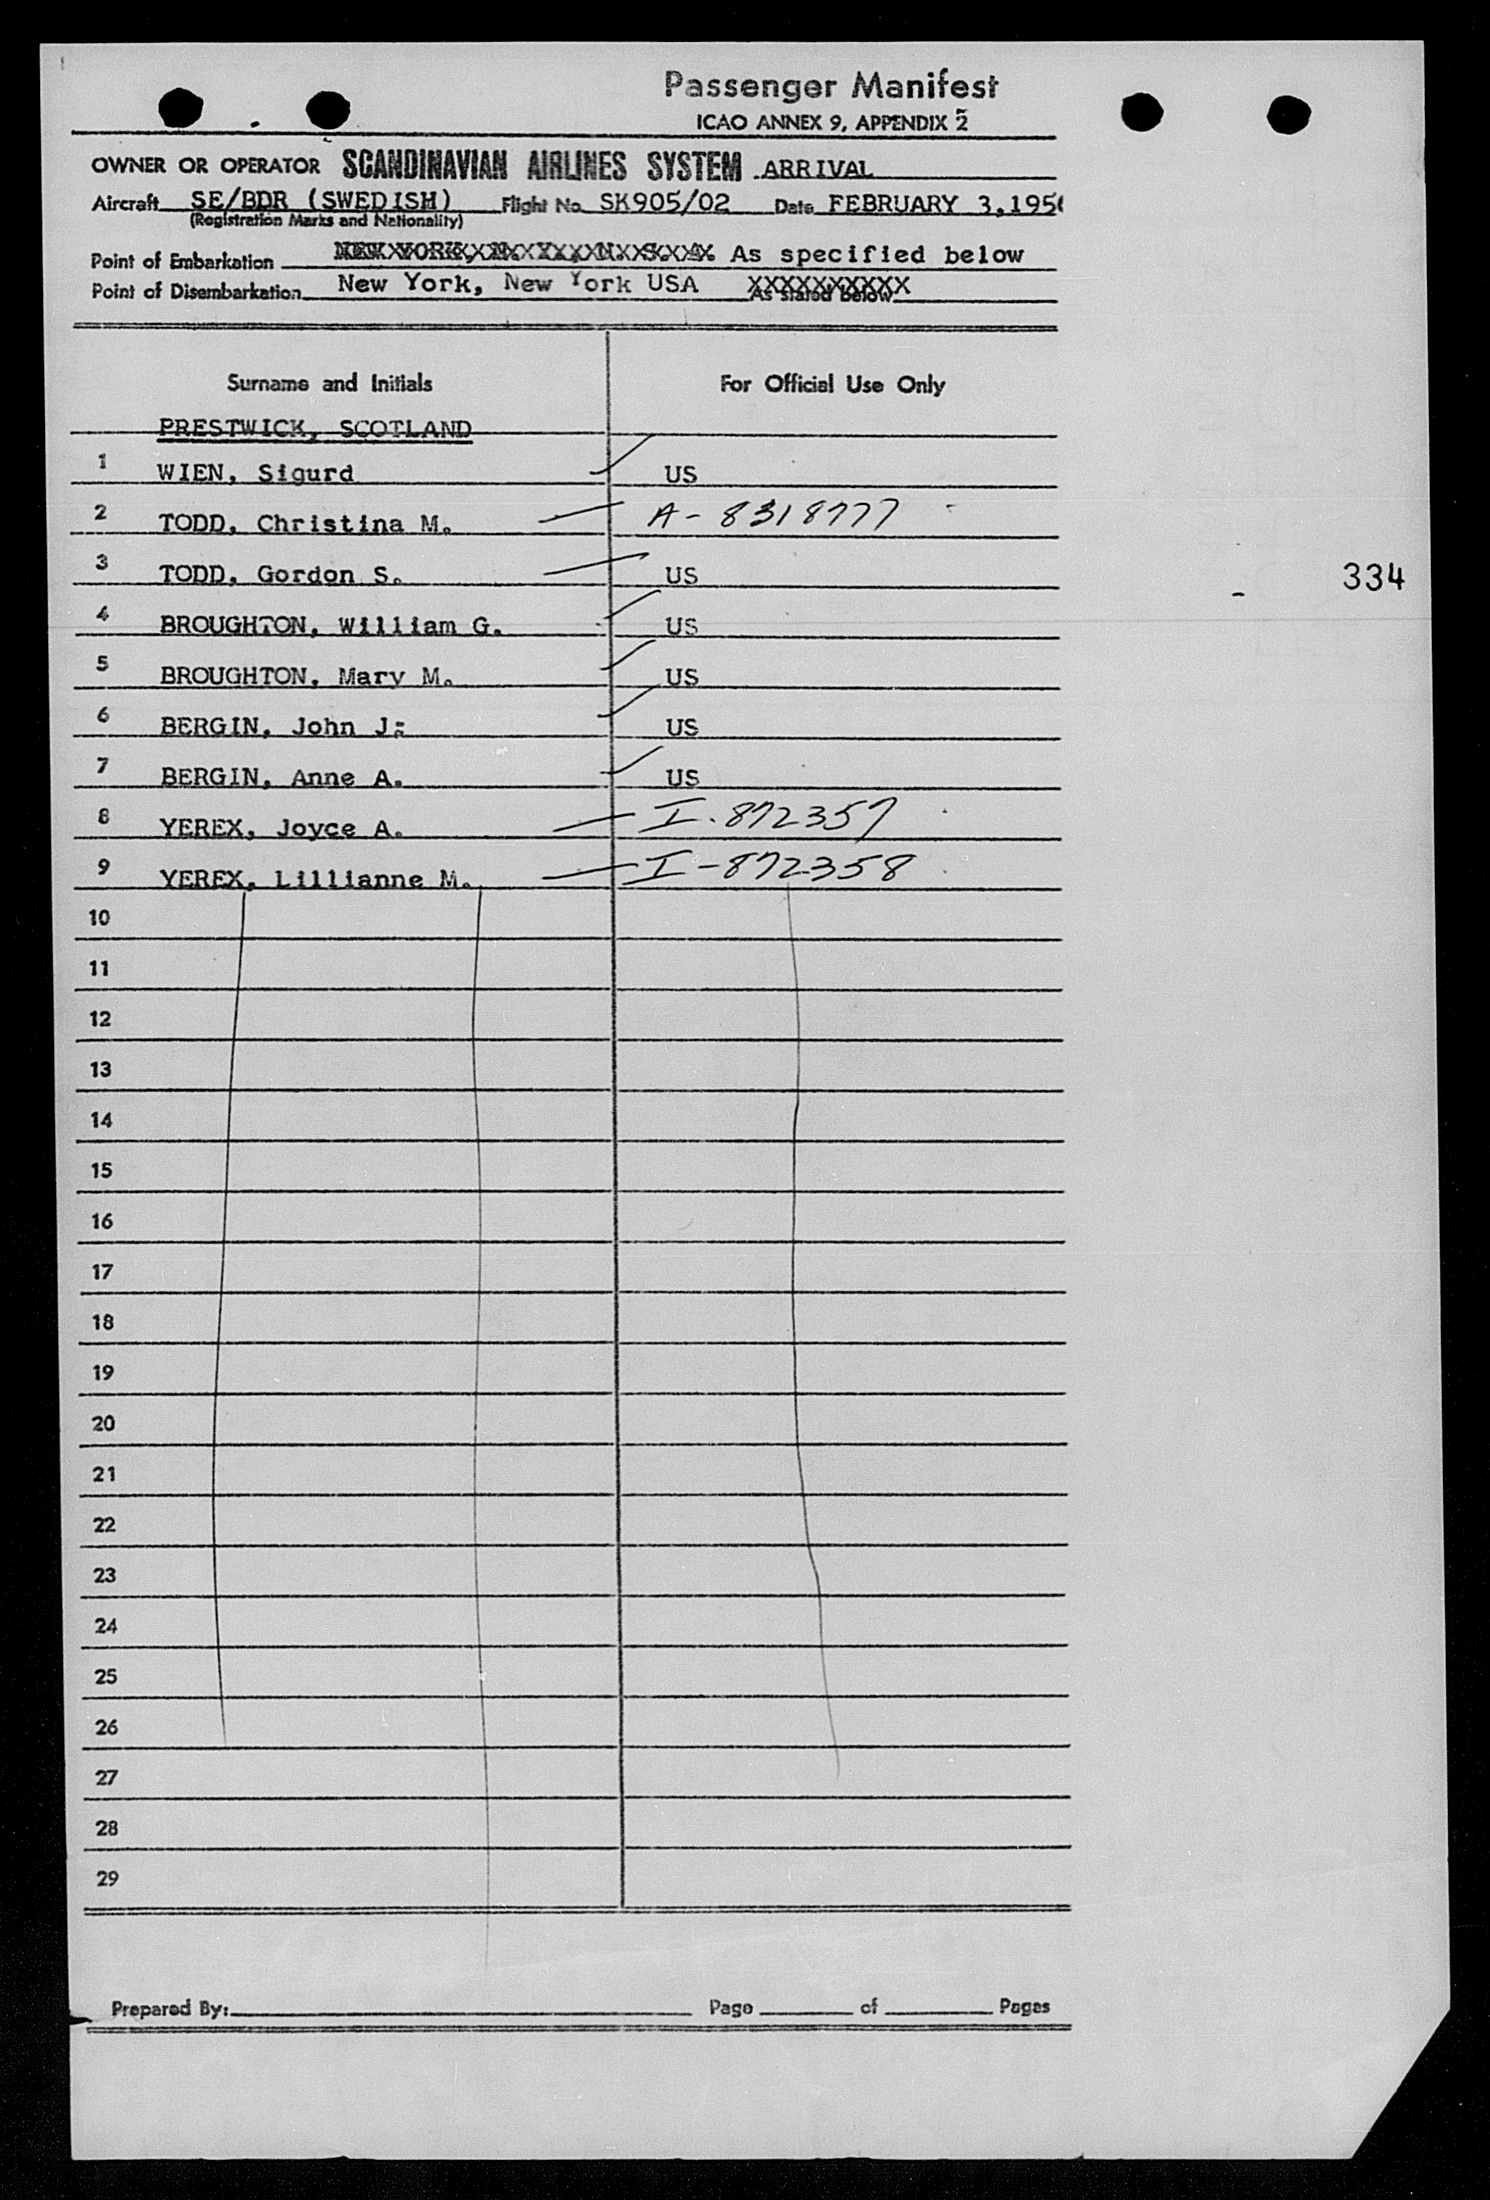 Passenger Manifest
ICAO ANNEX 9, APPENDIX 2
OWNER OR OPERATOR SCANDINAVIAN AIRLINES SYSTEM ARRIVAL
Aircraft SE/BDR (SWEDISH) Flight No. SK905/02 Date FEBRUARY 3,195
(Registration Marks and Nationality)
Point of Embarkation As specified below
Point of Disembarkation New York, New York USA XXXXXXXXXX
As stated below
Surname and Initials For Official Use Only
PRESTWICK, SCOTLAND
1 WIEN, Sigurd US
2 TODD, Christina M. A-8318777
3 TODD, Gordon S. US
334
4 BROUGHTON, William G. US
5 BROUGHTON, Mary M. US
6 BERGIN, John J. US
7 BERGIN, Anne A. US
8 YEREX, Joyce A. I-872357
9 YEREX, Lillianne M. I-872358
10
11
12
13
14
15
16
17
18
19
20
21
22
23
24
25
26
27
28
29
Prepared By: Page of Pages